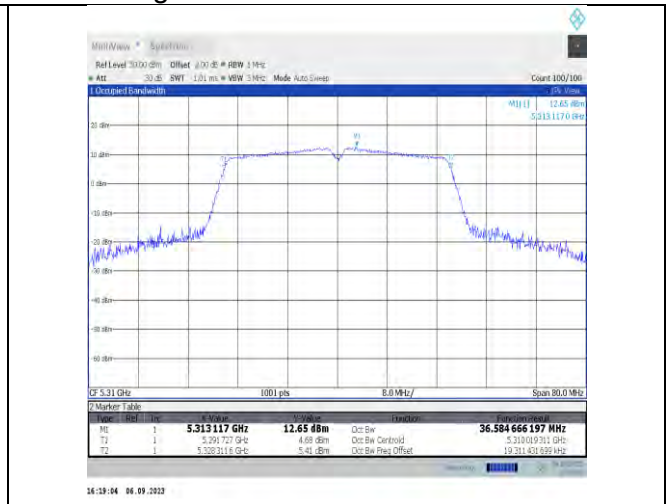 MultiView Spectrum
Ref Level 30.00 dBm Offset 2.00 dB RBW 1 MHz
Att 30 dB SWT 1.01 ms VBW 3 MHz Mode Auto Sweep Count 100/100
1 Occupied Bandwidth 1Pk View
M1[1] 12.65 dBm
5.313 117 0 GHz
20 dBm
M1
10 dBm
0 dBm
-10 dBm
-20 dBm
-30 dBm
-40 dBm
-50 dBm
-60 dBm
CF 5.31 GHz 1001 pts 8.0 MHz/ Span 80.0 MHz
2 Marker Table
Type Ref Trc X-Value Y-Value Function Function Result
M1 1 5.313 117 GHz 12.65 dBm Occ Bw 36.584 666 197 MHz
T1 1 5.291 727 GHz 4.68 dBm Occ Bw Centroid 5.310 019 311 GHz
T2 1 5.328 311 6 GHz 5.41 dBm Occ Bw Freq Offset 19.311 431 699 kHz
16:19:04 06.09.2023